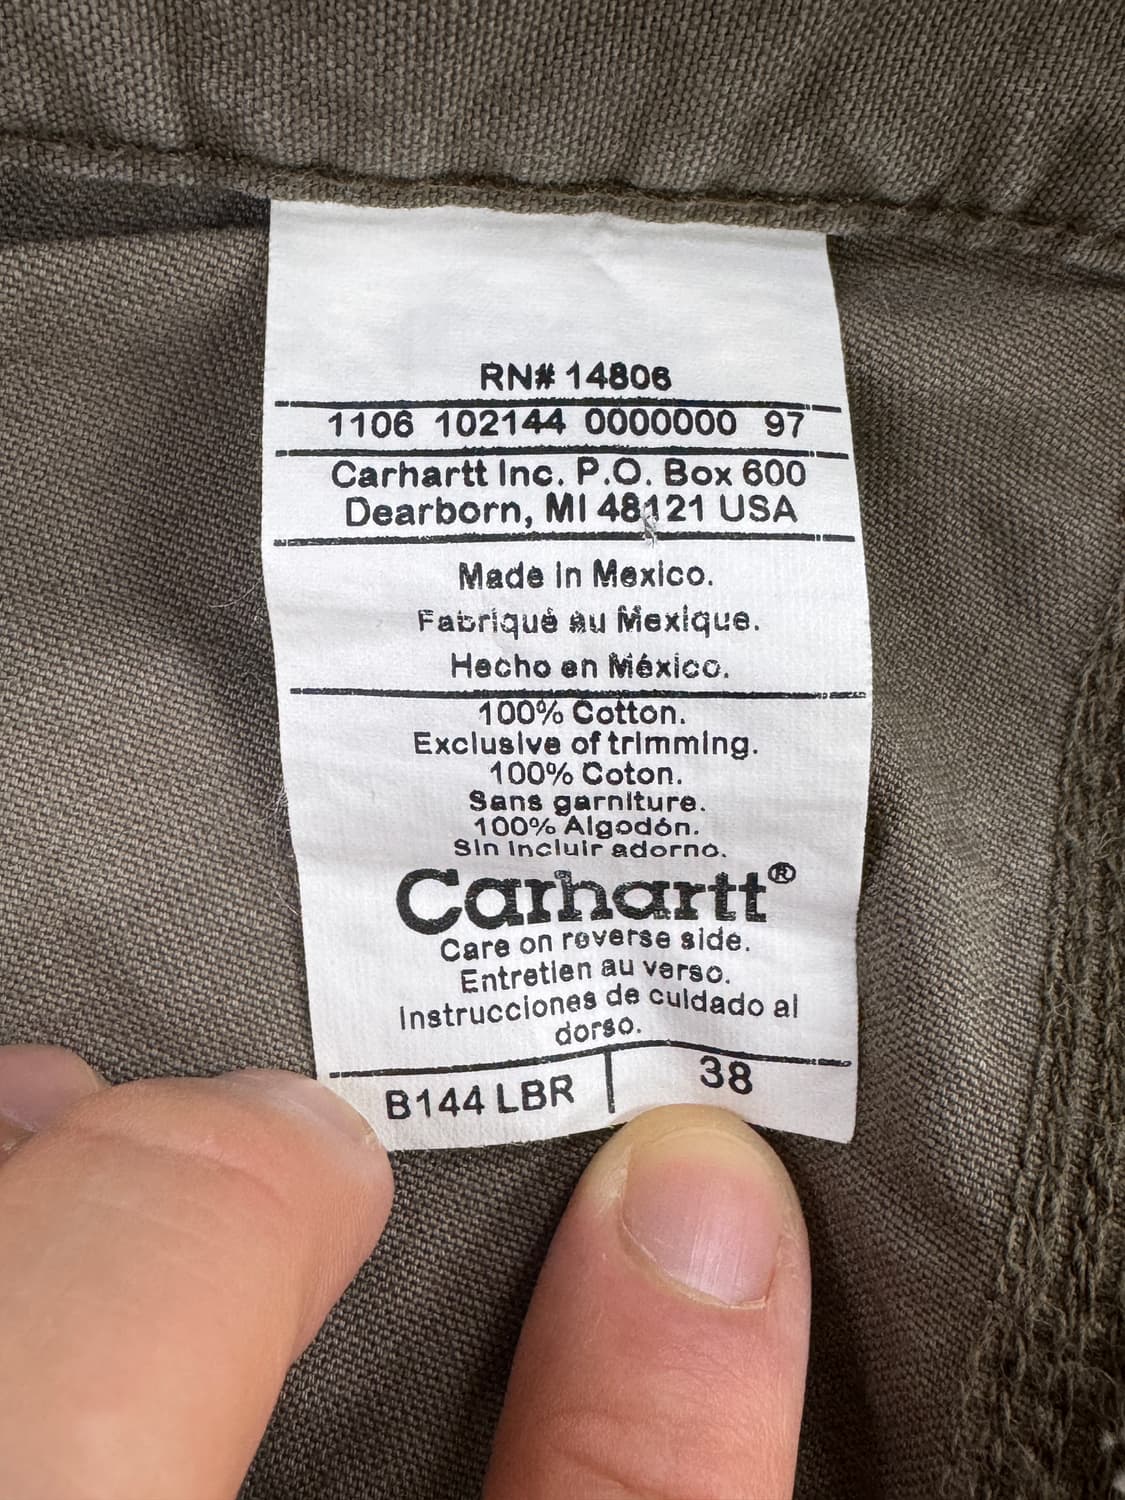 RN# 14806
1106 102144 0000000 97
Carhartt Inc. P.O. Box 600
Dearborn, MI 48121 USA
Made in Mexico.
Fabriqué au Mexique.
Hecho en México.
100% Cotton.
Exclusive of trimming.
100% Coton.
Sans garniture.
100% Algodón.
Sin incluir adorno.
Carhartt®
Care on reverse side.
Entretien au verso.
Instrucciones de cuidado al
dorso.
B144 LBR | 38